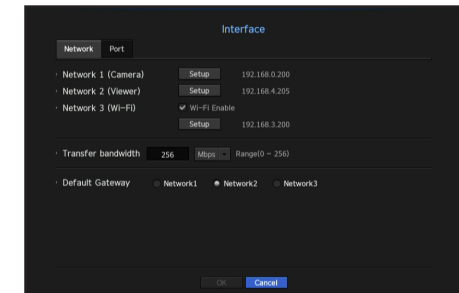 Interface
Network Port
Network 1 (Camera) Setup 192.168.0.200
Network 2 (Viewer) Setup 192.168.4.205
Network 3 (Wi-Fi) Wi-Fi Enable
Setup 192.168.3.200
Transfer bandwidth 256 Mbps Range(0 ~ 256)
Default Gateway Network1 Network2 Network3
OK Cancel